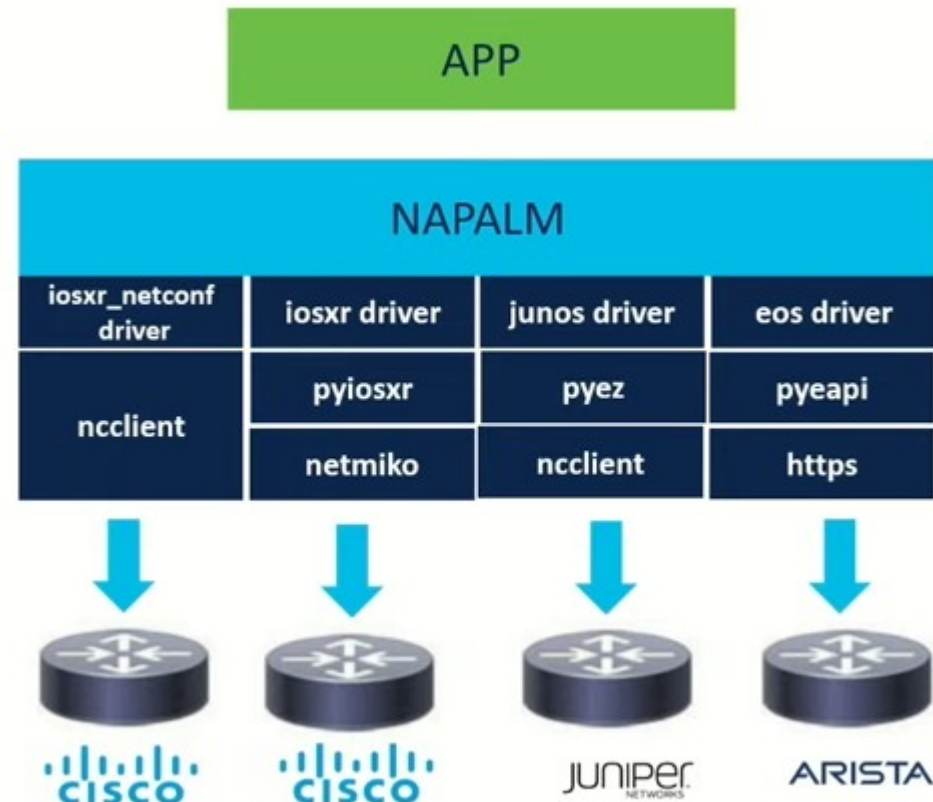 APP
NAPALM
iosxr_netconf
driver
iosxr driver
junos driver
eos driver
ncclient
pyiosxr
pyez
pyeapi
netmiko
ncclient
https
CISCO
CISCO
JUNIPER
NETWORKS
ARISTA